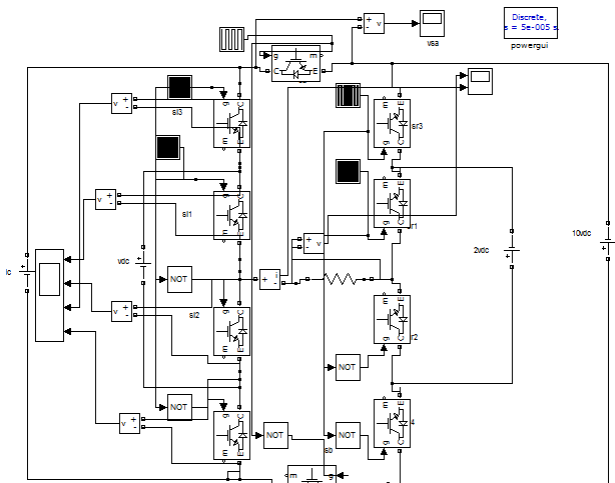 Discrete,
s = 5e-005 s.
powergui
vsa
+
-
v
g
m
C
E
sl3
sr3
sl1
r1
vdc
2vdc
10vdc
NOT
i
sl2
r2
NOT
NOT
NOT
NOT
l4
sb
m
g